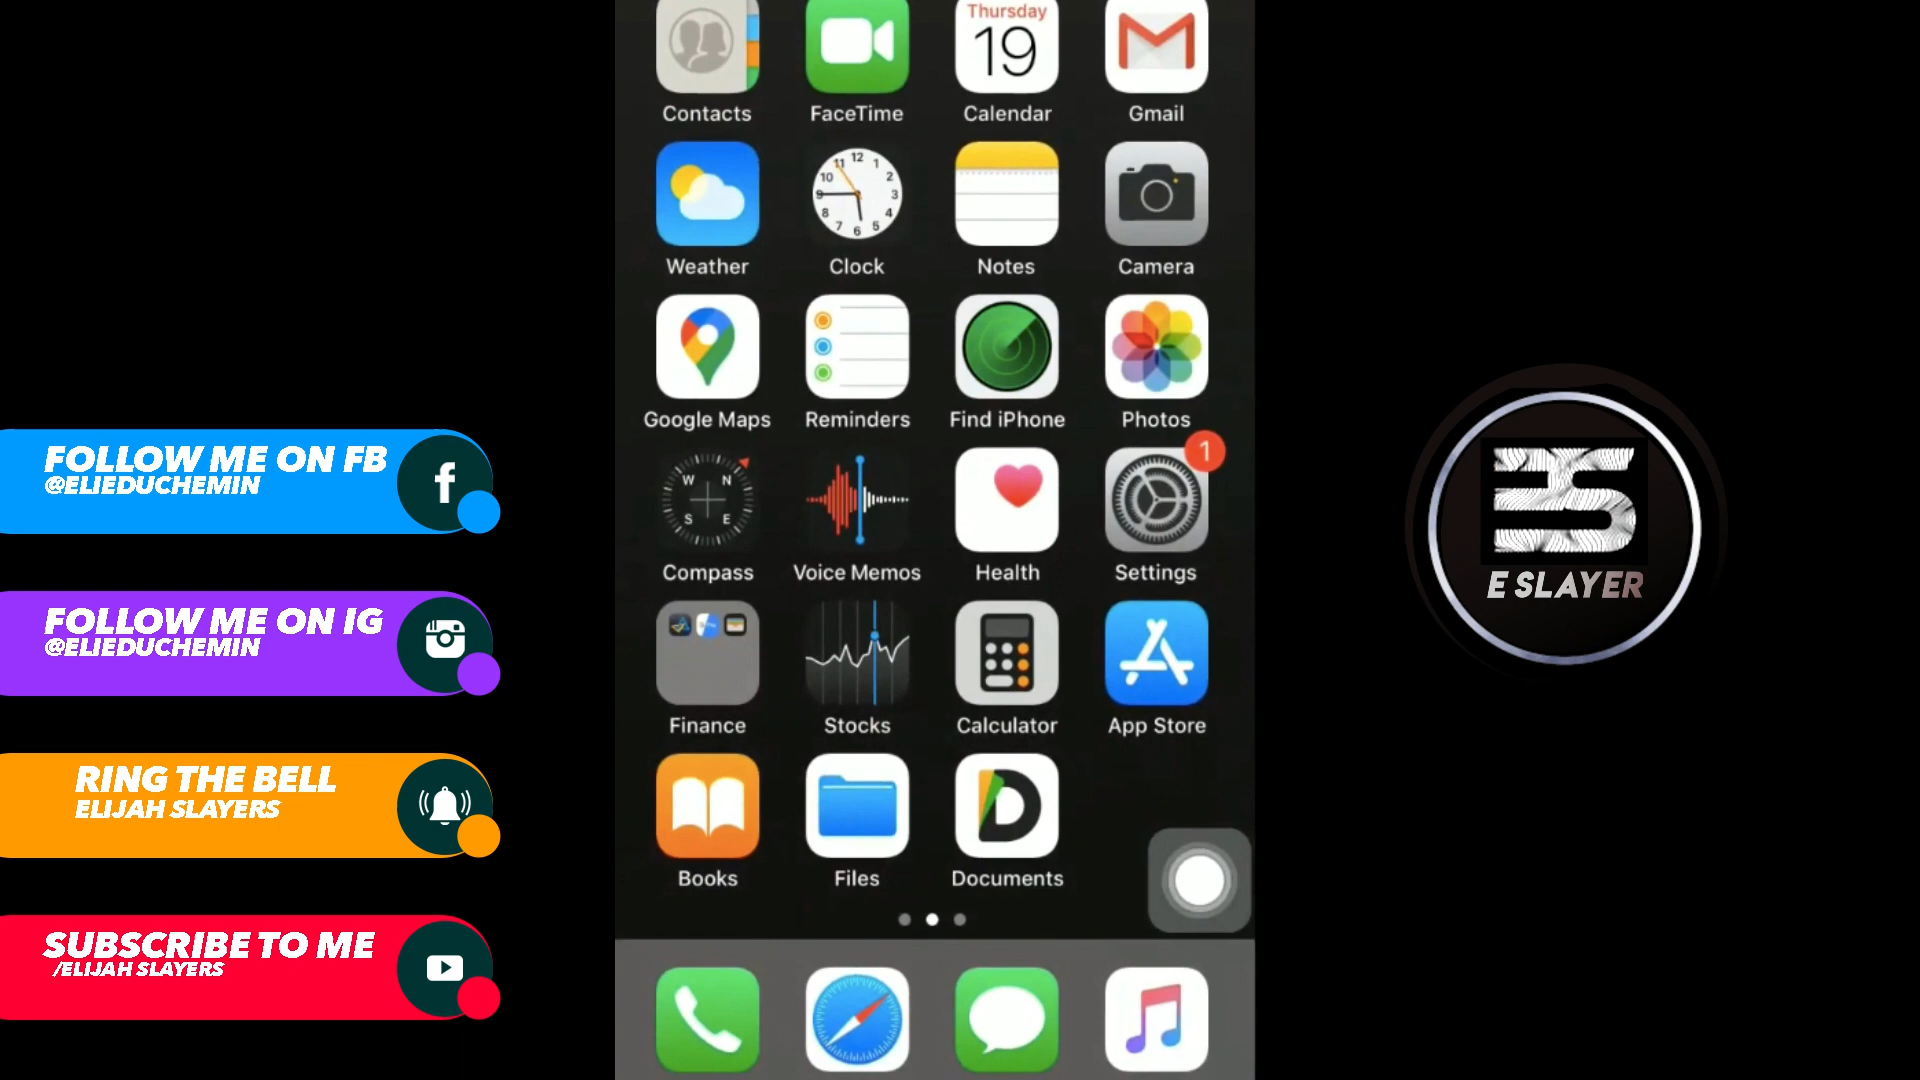 FOLLOW ME ON FB
@ELIEDUCHEMIN
FOLLOW ME ON IG
@ELIEDUCHEMIN
RING THE BELL
ELIJAH SLAYERS
SUBSCRIBE TO ME
/ELIJAH SLAYERS
Thursday
19
Contacts FaceTime Calendar Gmail
12
11 1
10 2
9 3
8 4
7 5
6
Weather Clock Notes Camera
Google Maps Reminders Find iPhone Photos
1
W N
S E
Compass Voice Memos Health Settings
Finance Stocks Calculator App Store
Books Files Documents
ES
E SLAYER